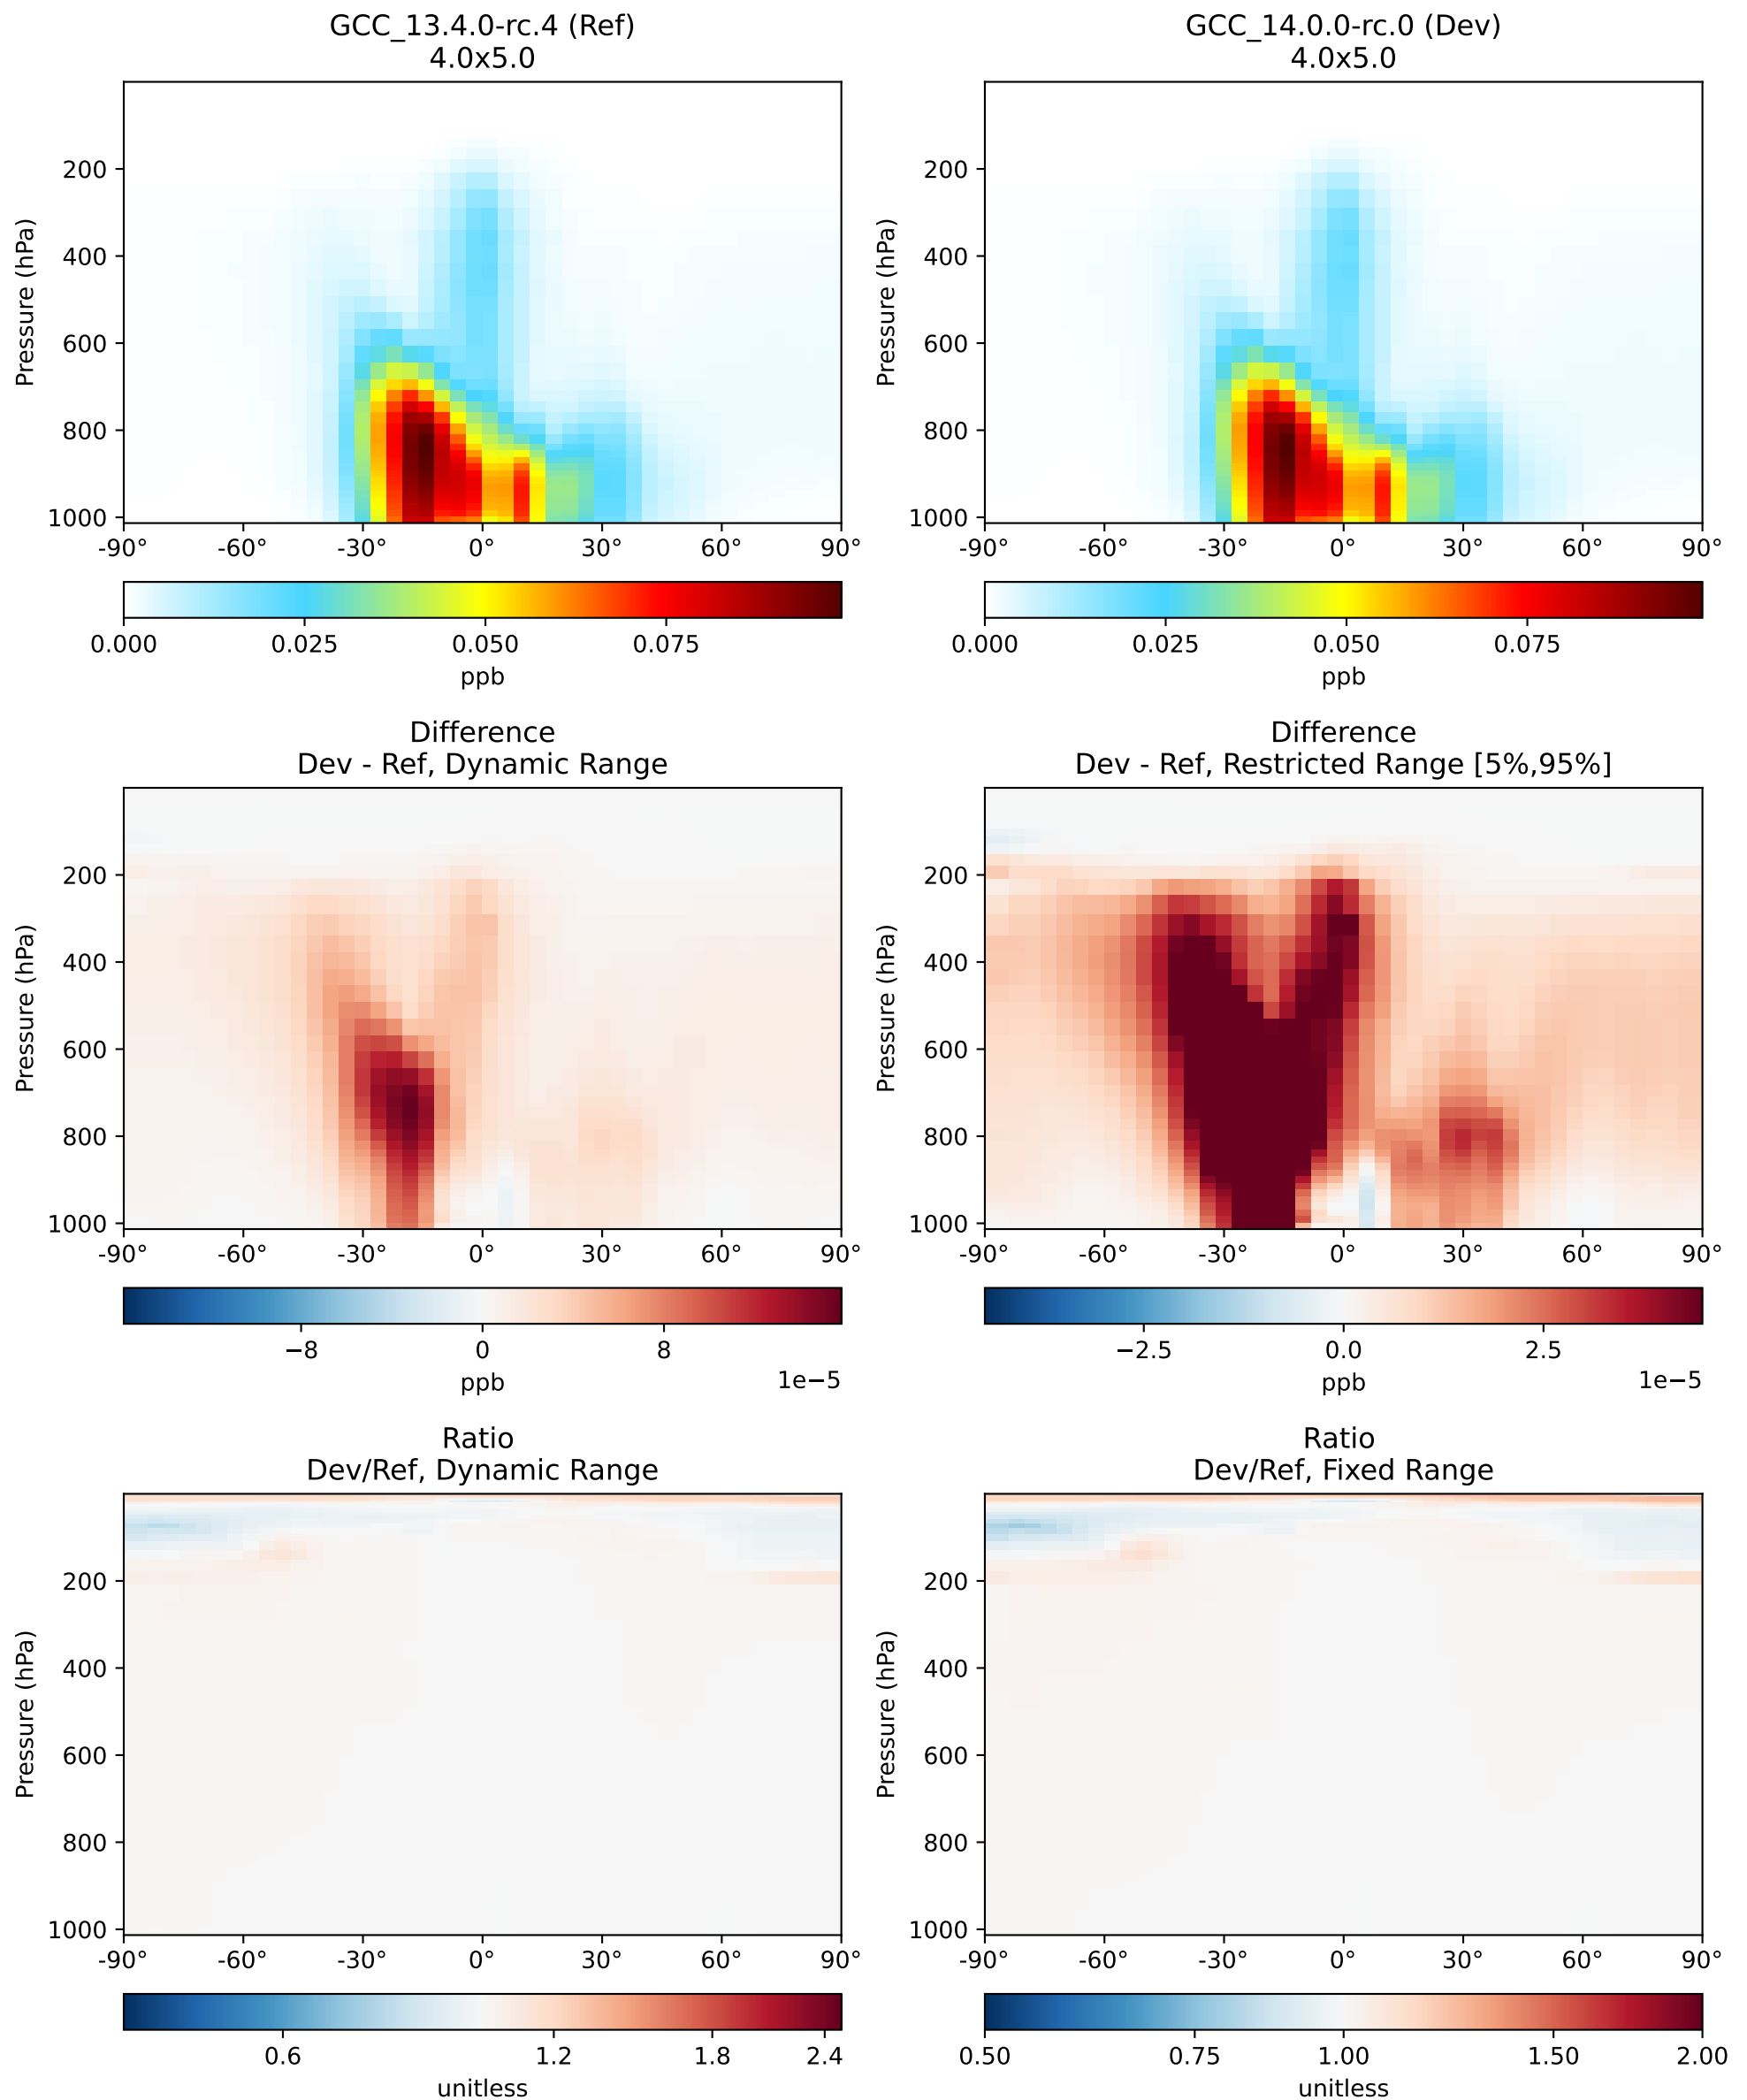 GCC_13.4.0-rc.4 (Ref)
4.0x5.0
GCC_14.0.0-rc.0 (Dev)
4.0x5.0
Pressure (hPa)
200
400
600
800
1000
-90° -60° -30° 0° 30° 60° 90°
0.000 0.025 0.050 0.075
ppb
Pressure (hPa)
200
400
600
800
1000
-90° -60° -30° 0° 30° 60° 90°
0.000 0.025 0.050 0.075
ppb
Difference
Dev - Ref, Dynamic Range
Difference
Dev - Ref, Restricted Range [5%,95%]
Pressure (hPa)
200
400
600
800
1000
-90° -60° -30° 0° 30° 60° 90°
−8 0 8
ppb
1e−5
Pressure (hPa)
200
400
600
800
1000
-90° -60° -30° 0° 30° 60° 90°
−2.5 0.0 2.5
ppb
1e−5
Ratio
Dev/Ref, Dynamic Range
Ratio
Dev/Ref, Fixed Range
Pressure (hPa)
200
400
600
800
1000
-90° -60° -30° 0° 30° 60° 90°
0.6 1.2 1.8 2.4
unitless
Pressure (hPa)
200
400
600
800
1000
-90° -60° -30° 0° 30° 60° 90°
0.50 0.75 1.00 1.50 2.00
unitless